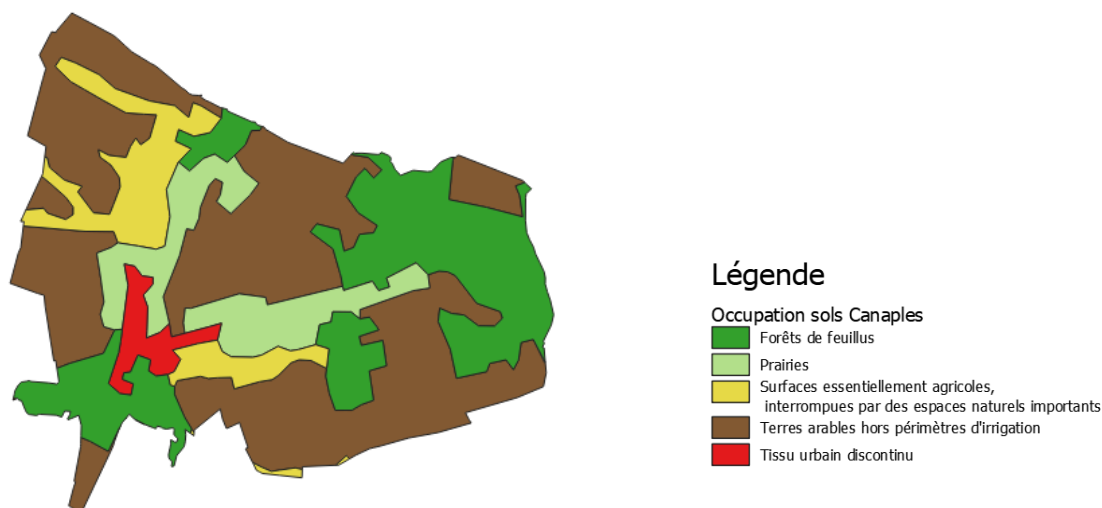 Légende
Occupation sols Canaples
Forêts de feuillus
Prairies
Surfaces essentiellement agricoles,
interrompues par des espaces naturels importants
Terres arables hors périmètres d'irrigation
Tissu urbain discontinu